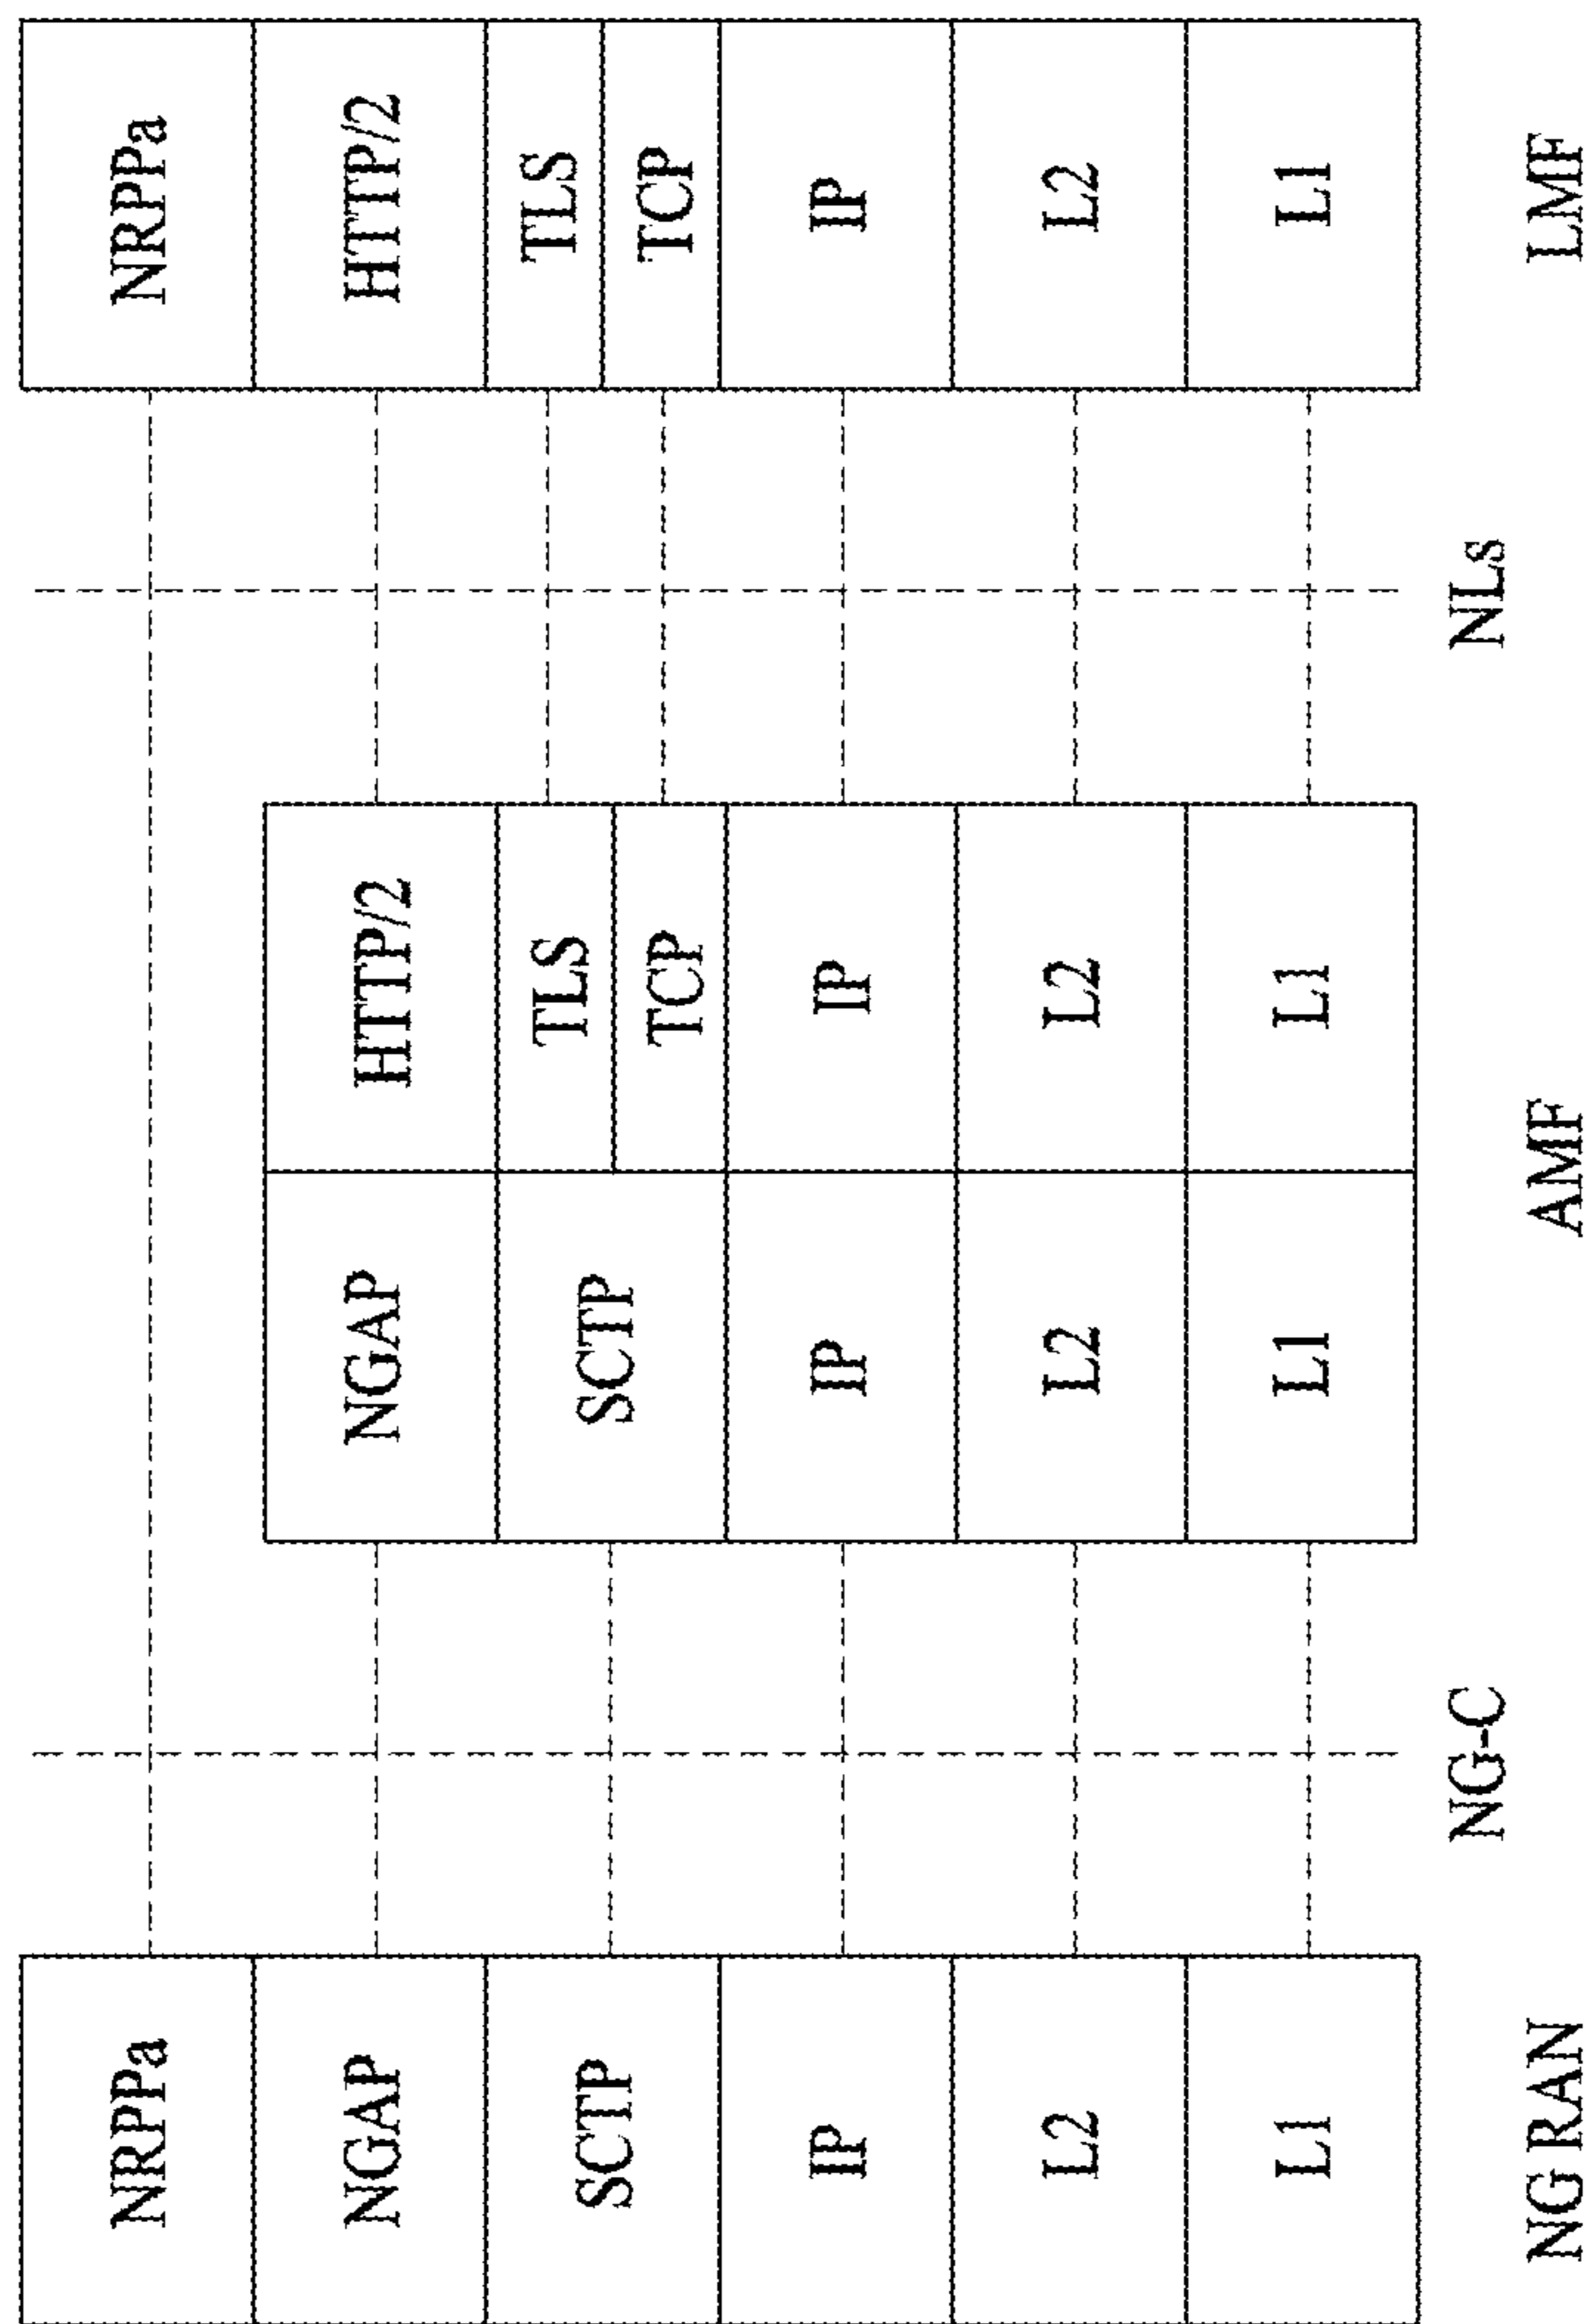 NRPPa
NGAP
SCTP
IP
L2
L1
NG RAN
NG-C
NGAP
SCTP
IP
L2
L1
HTTP/2
TLS
TCP
IP
L2
L1
AMF
NLs
NRPPa
HTTP/2
TLS
TCP
IP
L2
L1
LMF